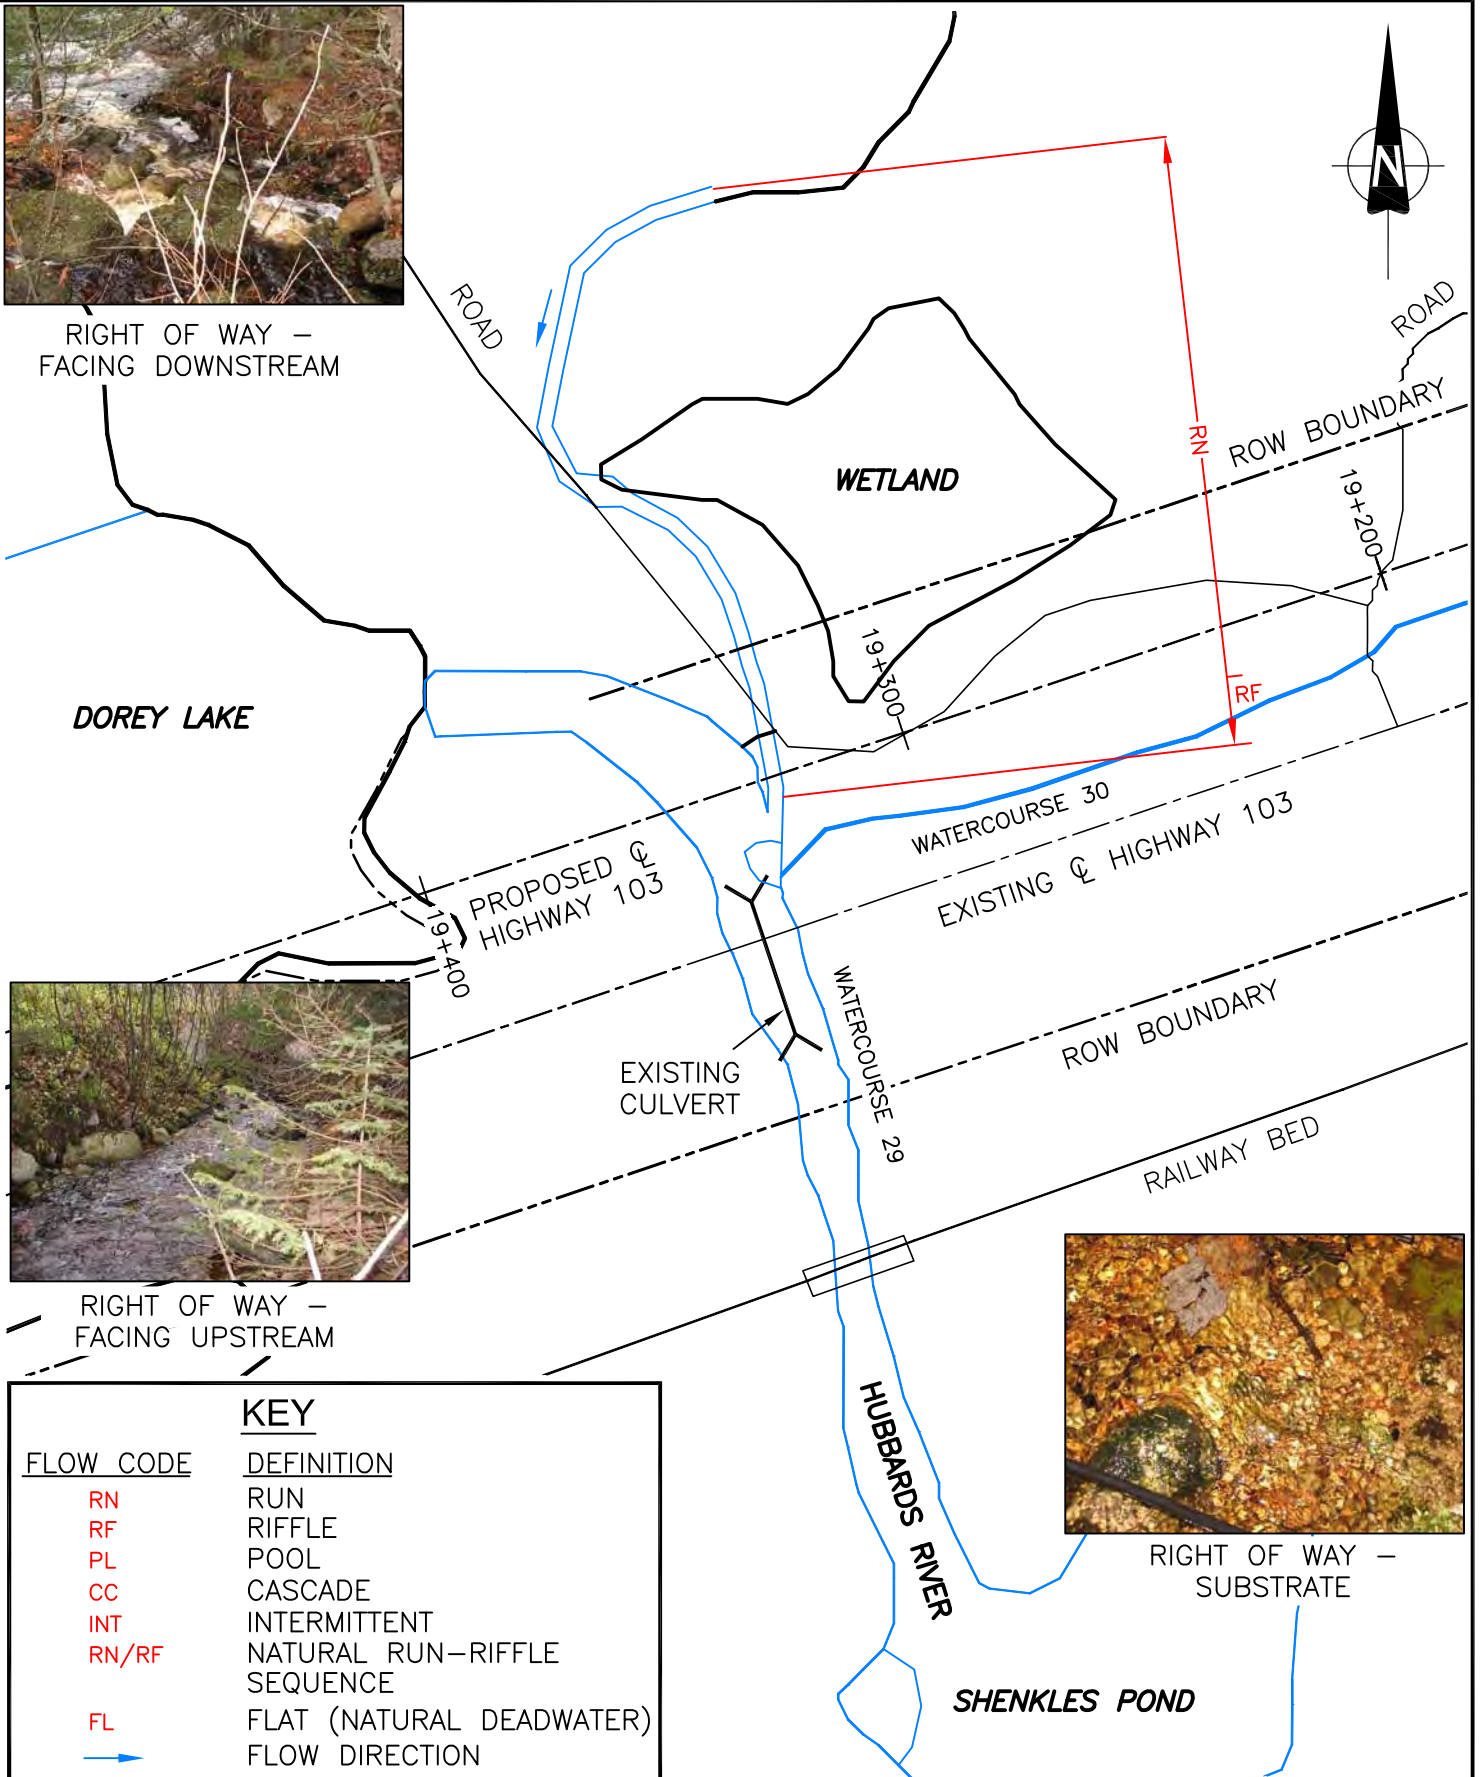 RIGHT OF WAY –
FACING DOWNSTREAM
ROAD
N
ROAD
RN
ROW BOUNDARY
WETLAND
19+200
19+300
RF
DOREY LAKE
WATERCOURSE 30
PROPOSED ℄
HIGHWAY 103
EXISTING ℄ HIGHWAY 103
19+400
WATERCOURSE 29
ROW BOUNDARY
EXISTING
CULVERT
RAILWAY BED
RIGHT OF WAY –
FACING UPSTREAM
HUBBARDS RIVER
RIGHT OF WAY –
SUBSTRATE
SHENKLES POND
KEY
FLOW CODE DEFINITION
RN RUN
RF RIFFLE
PL POOL
CC CASCADE
INT INTERMITTENT
RN/RF NATURAL RUN–RIFFLE
SEQUENCE
FL FLAT (NATURAL DEADWATER)
FLOW DIRECTION